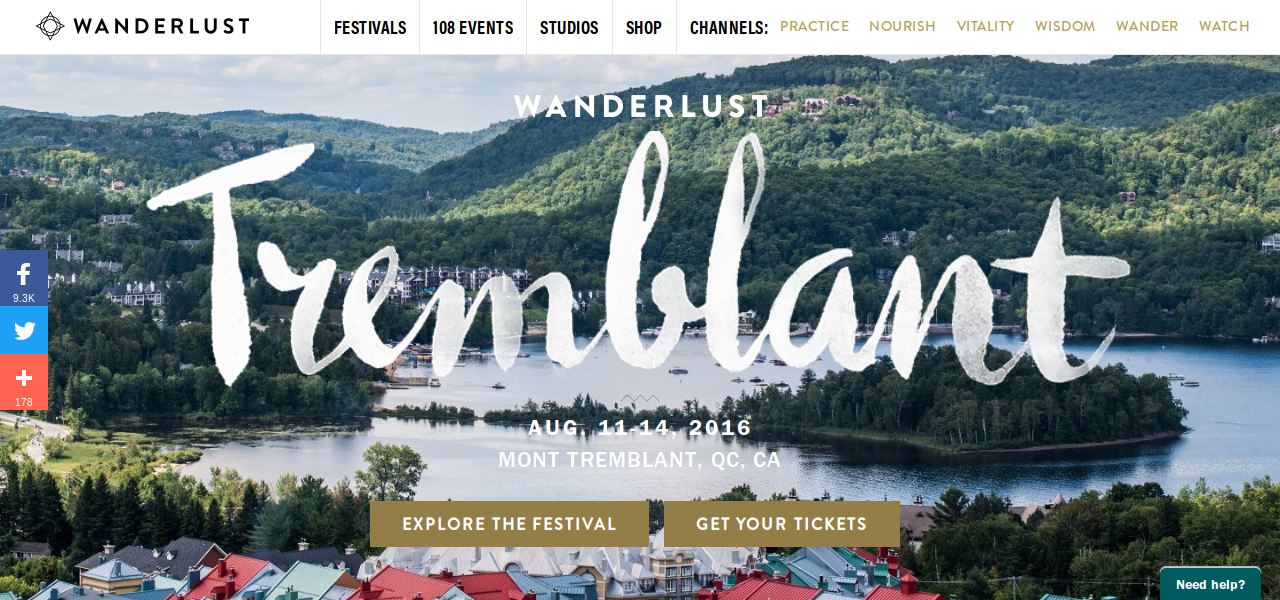 WANDERLUST
FESTIVALS 108 EVENTS STUDIOS SHOP CHANNELS: PRACTICE NOURISH VITALITY WISDOM WANDER WATCH
WANDERLUST
Tremblant
9.3K
178
AUG. 11-14, 2016
MONT TREMBLANT, QC, CA
EXPLORE THE FESTIVAL GET YOUR TICKETS
Need help?